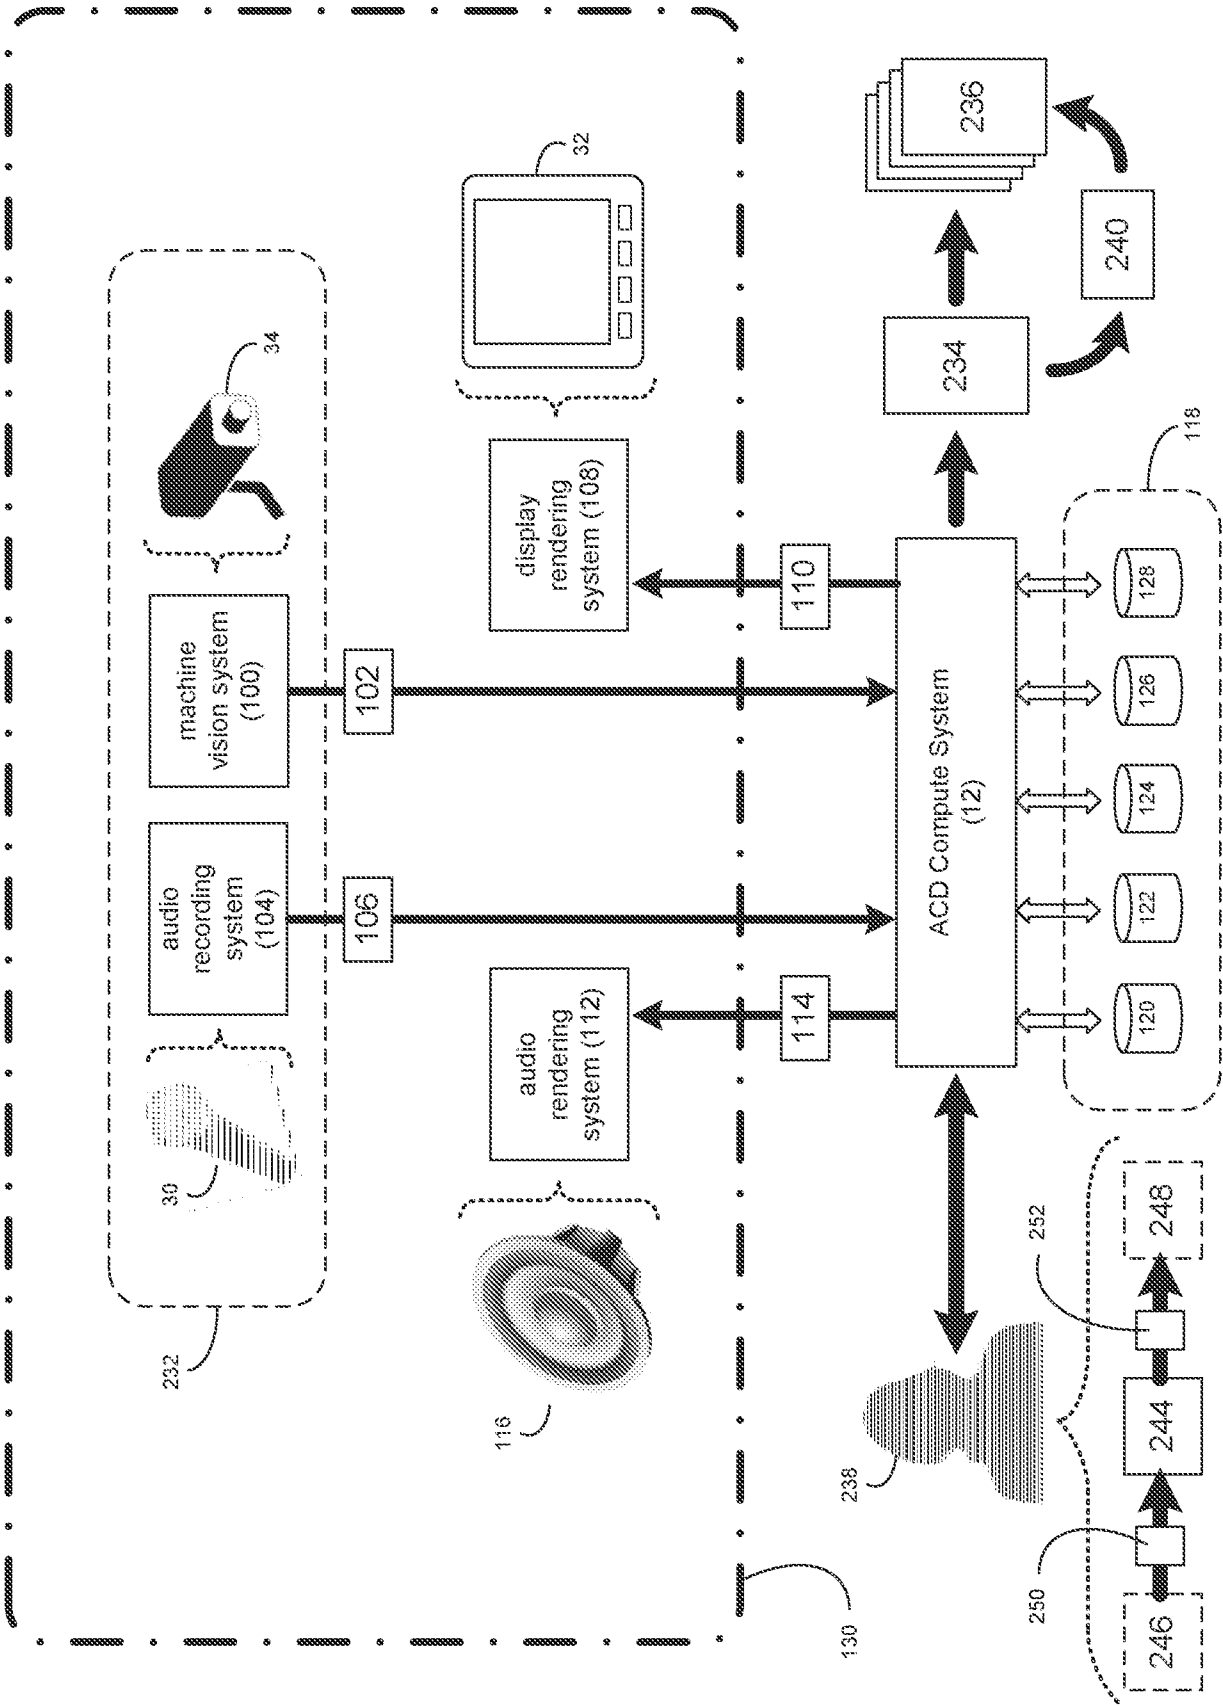 232
30
audio
recording
system
(104)
machine
vision system
(100)
34
106
102
116
audio
rendering
system (112)
display
rendering
system (108)
32
130
114
110
238
ACD Compute System
(12)
234
236
240
118
120
122
124
126
128
250
252
246
244
248